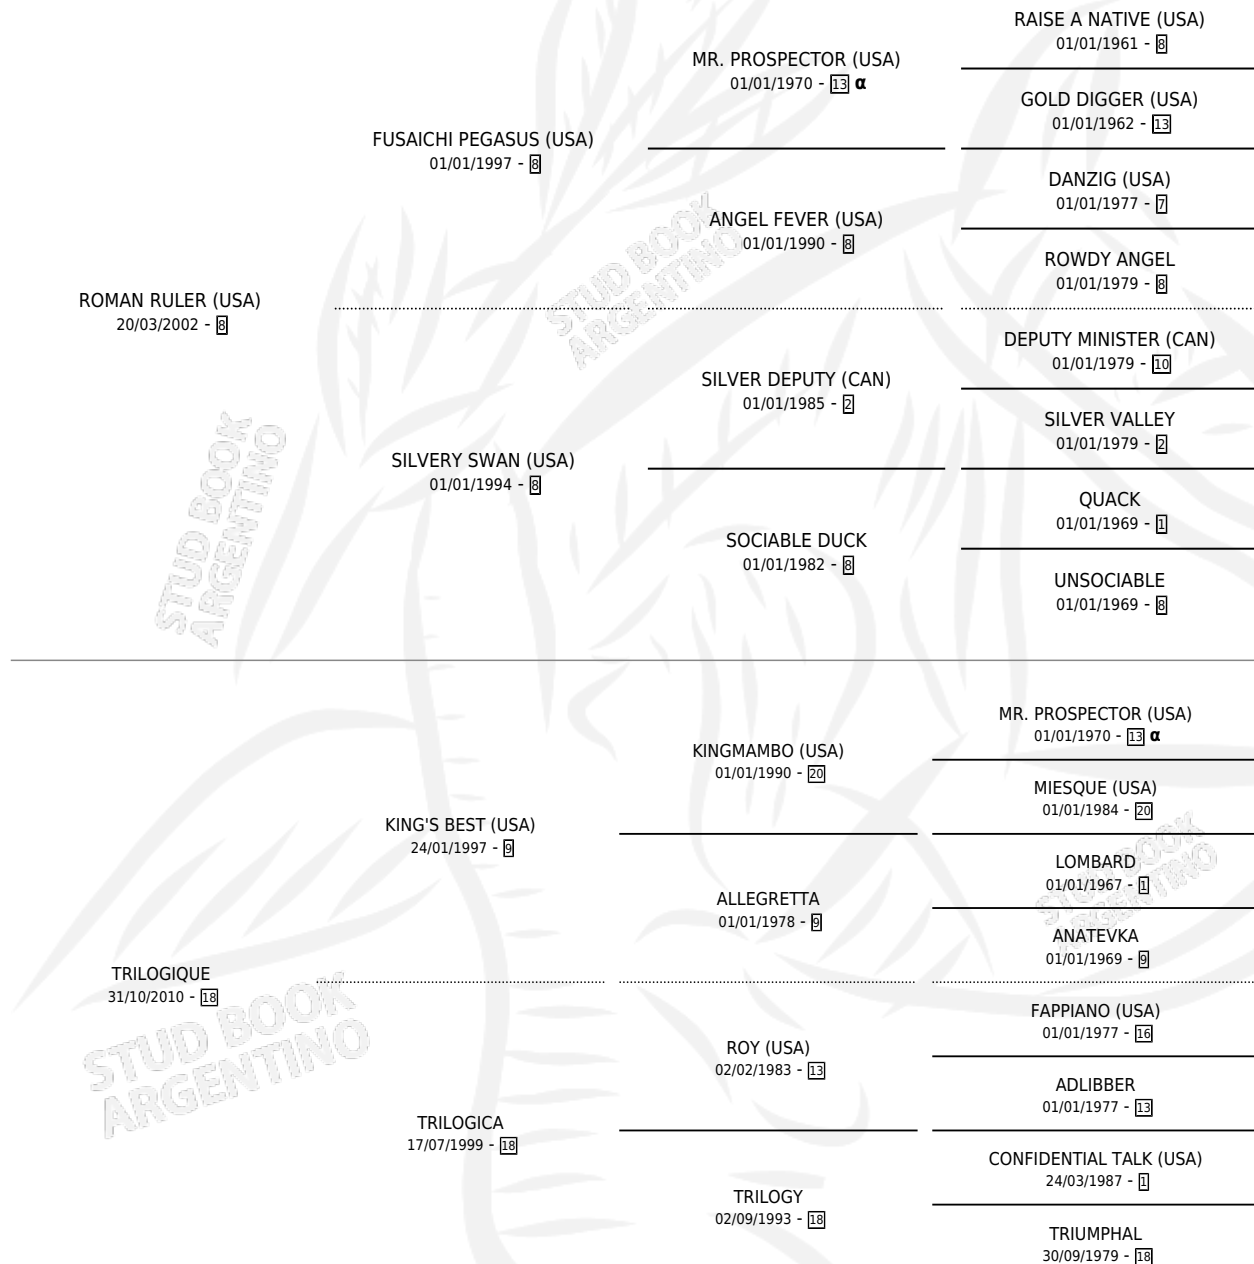 RAISE A NATIVE (USA)
01/01/1961 - 8
MR. PROSPECTOR (USA)
01/01/1970 - 13 α
GOLD DIGGER (USA)
01/01/1962 - 13
FUSAICHI PEGASUS (USA)
01/01/1997 - 8
DANZIG (USA)
01/01/1977 - 7
ANGEL FEVER (USA)
01/01/1990 - 8
ROWDY ANGEL
01/01/1979 - 8
ROMAN RULER (USA)
20/03/2002 - 8
DEPUTY MINISTER (CAN)
01/01/1979 - 10
SILVER DEPUTY (CAN)
01/01/1985 - 2
SILVER VALLEY
01/01/1979 - 2
SILVERY SWAN (USA)
01/01/1994 - 8
QUACK
01/01/1969 - 1
SOCIABLE DUCK
01/01/1982 - 8
UNSOCIABLE
01/01/1969 - 8
MR. PROSPECTOR (USA)
01/01/1970 - 13 α
KINGMAMBO (USA)
01/01/1990 - 20
MIESQUE (USA)
01/01/1984 - 20
KING'S BEST (USA)
24/01/1997 - 9
LOMBARD
01/01/1967 - 1
ALLEGRETTA
01/01/1978 - 9
ANATEVKA
01/01/1969 - 9
TRILOGIQUE
31/10/2010 - 18
FAPPIANO (USA)
01/01/1977 - 16
ROY (USA)
02/02/1983 - 13
ADLIBBER
01/01/1977 - 13
TRILOGICA
17/07/1999 - 18
CONFIDENTIAL TALK (USA)
24/03/1987 - 1
TRILOGY
02/09/1993 - 18
TRIUMPHAL
30/09/1979 - 18
STUD BOOK
ARGENTINO
STUD BOOK
ARGENTINO
STUD BOOK
ARGENTINO
STUD BOOK
ARGENTINO